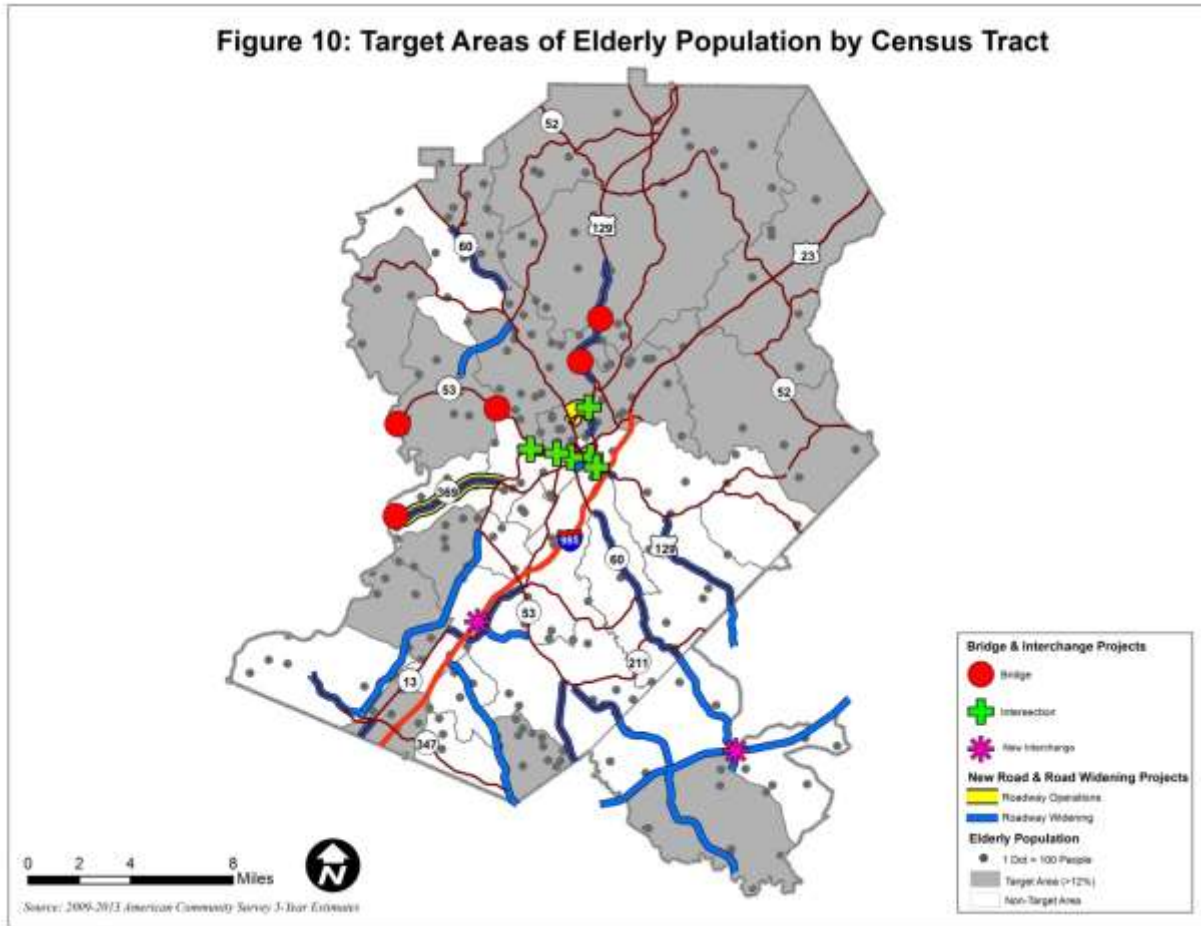 Figure 10: Target Areas of Elderly Population by Census Tract
52
60
129
23
53
52
369
985
60
129
53
211
13
347
Bridge & Interchange Projects
Bridge
Intersection
New Interchange
New Road & Road Widening Projects
Roadway Operations
Roadway Widening
Elderly Population
1 Dot = 100 People
Target Area (>12%)
Non-Target Area
0 2 4 8
Miles
N
Source: 2009-2013 American Community Survey 5-Year Estimates